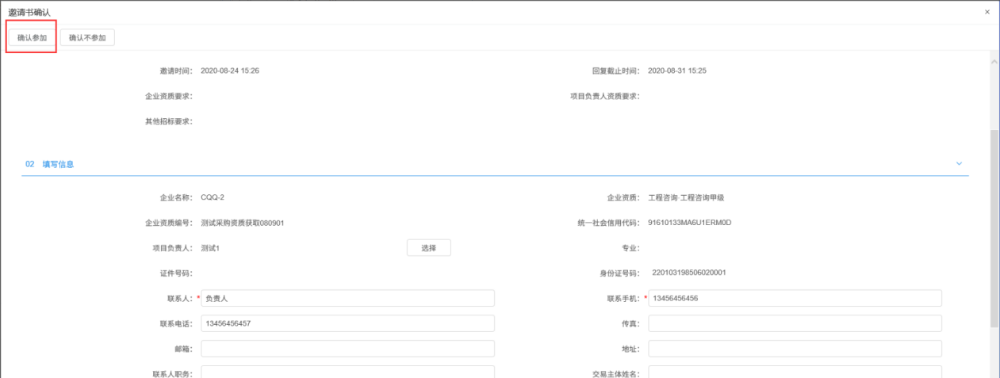 邀请书确认 ×
确认参加 确认不参加
邀请时间： 2020-08-24 15:26 回复截止时间： 2020-08-31 15:25
企业资质要求： 项目负责人资质要求：
其他招标要求：
02 填写信息
企业名称： CQQ-2 企业资质： 工程咨询·工程咨询甲级
企业资质编号： 测试采购资质获取080901 统一社会信用代码： 91610133MA6U1ERM0D
项目负责人： 测试1 选择 专业：
证件号码： 身份证号码： 220103198506020001
联系人：* 负责人 联系手机：* 13456456456
联系电话： 13456456457 传真：
邮箱： 地址：
联系人职务： 交易主体姓名：